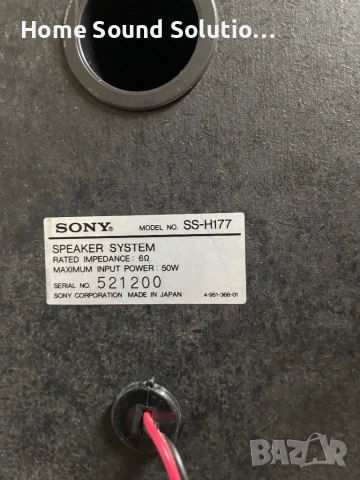 Home Sound Solutio...
SONY® MODEL NO. SS-H177
SPEAKER SYSTEM
RATED IMPEDANCE : 6Ω
MAXIMUM INPUT POWER : 50W
SERIAL NO. 521200
SONY CORPORATION MADE IN JAPAN 4-951-368-01
BAZAR